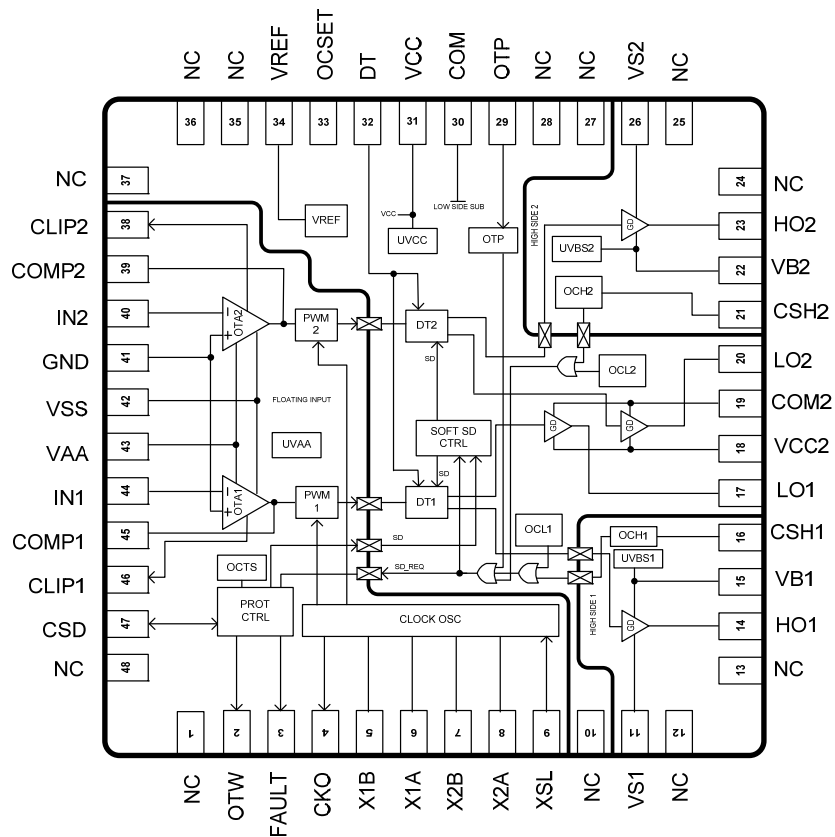 NC
NC
VREF
OCSET
DT
VCC
COM
OTP
NC
NC
VS2
NC
36
35
34
33
32
31
30
29
28
27
26
25
NC
37
CLIP2
38
COMP2
39
IN2
40
GND
41
VSS
42
VAA
43
IN1
44
COMP1
45
CLIP1
46
CSD
47
NC
48
24
NC
23
HO2
22
VB2
21
CSH2
20
LO2
19
COM2
18
VCC2
17
LO1
16
CSH1
15
VB1
14
HO1
13
NC
VREF
VCC
UVCC
LOW SIDE SUB
OTP
HIGH SIDE 2
GD
UVBS2
OCH2
OTA2
PWM
2
DT2
OCL2
SD
FLOATING INPUT
UVAA
SOFT SD
CTRL
GD
GD
SD
OTA1
PWM
1
DT1
OCL1
OCH1
UVBS1
SD
SD_REQ
OCTS
PROT
CTRL
CLOCK OSC
HIGH SIDE 1
GD
1
2
3
4
5
6
7
8
9
10
11
12
NC
OTW
FAULT
CKO
X1B
X1A
X2B
X2A
XSL
NC
VS1
NC